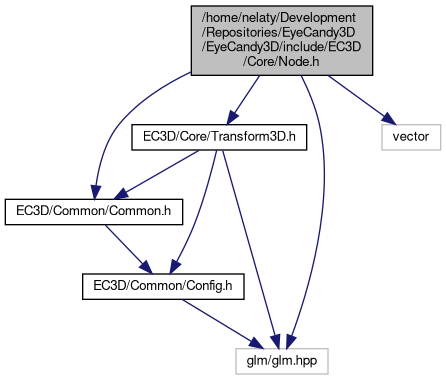 /home/nelaty/Development
/Repositories/EyeCandy3D
/EyeCandy3D/include/EC3D
/Core/Node.h
EC3D/Core/Transform3D.h
vector
EC3D/Common/Common.h
EC3D/Common/Config.h
glm/glm.hpp